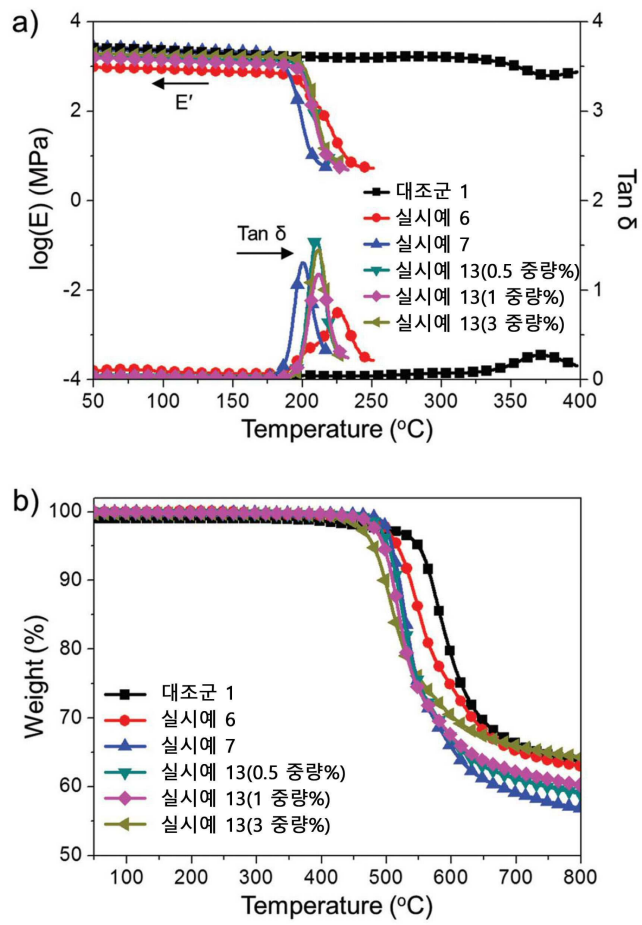 a)
4
2
0
-2
-4
log(E) (MPa)
4
3
2
1
0
Tan δ
E′
Tan δ
대조군 1
실시예 6
실시예 7
실시예 13(0.5 중량%)
실시예 13(1 중량%)
실시예 13(3 중량%)
50 100 150 200 250 300 350 400
Temperature (oC)
b)
100
90
80
70
60
50
Weight (%)
대조군 1
실시예 6
실시예 7
실시예 13(0.5 중량%)
실시예 13(1 중량%)
실시예 13(3 중량%)
100 200 300 400 500 600 700 800
Temperature (oC)